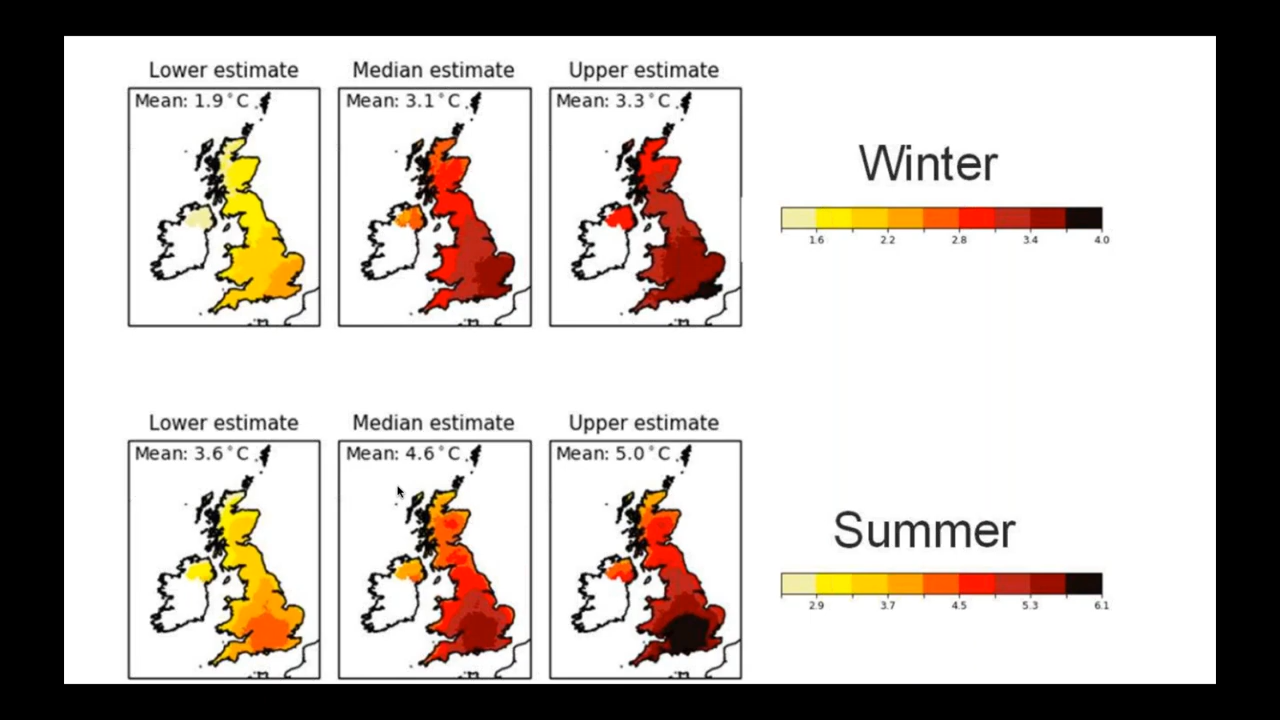 Lower estimate
Median estimate
Upper estimate
Mean: 1.9°C
Mean: 3.1°C
Mean: 3.3°C
Winter
1.6 2.2 2.8 3.4 4.0
Lower estimate
Median estimate
Upper estimate
Mean: 3.6°C
Mean: 4.6°C
Mean: 5.0°C
Summer
2.9 3.7 4.5 5.3 6.1